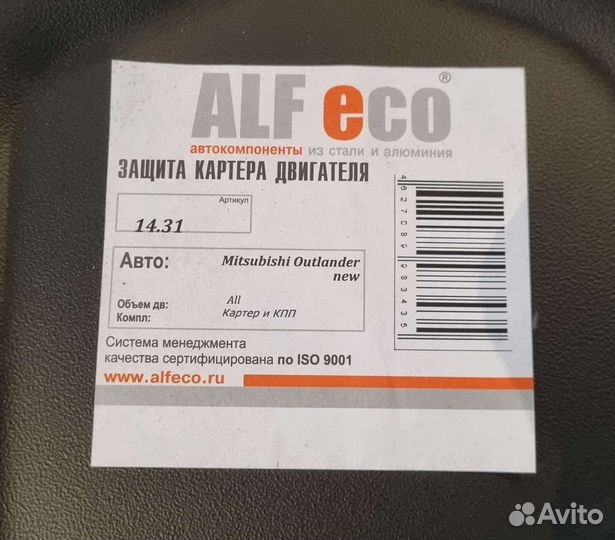 ALF eco®
автокомпоненты из стали и алюминия
ЗАЩИТА КАРТЕРА ДВИГАТЕЛЯ
Артикул
14.31
Авто: Mitsubishi Outlander
new
Объем дв: All
Компл: Картер и КПП
Система менеджмента
качества сертифицирована по ISO 9001
www.alfeco.ru
Avito